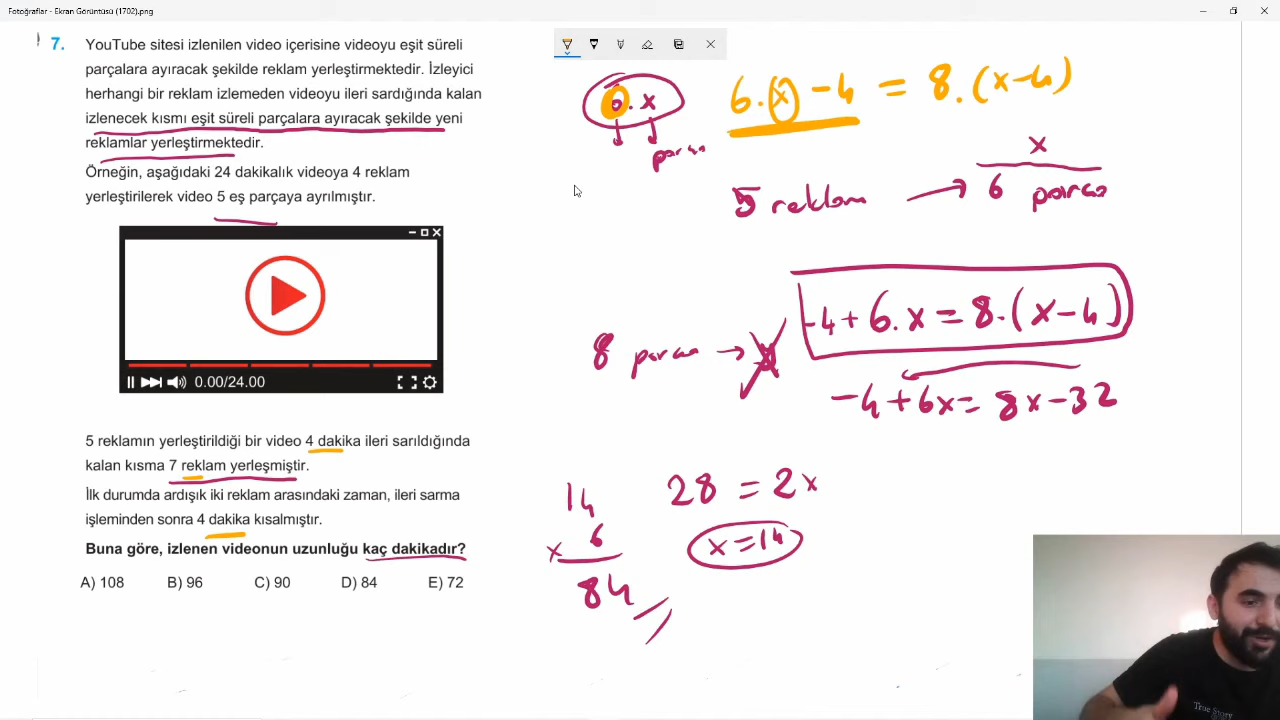 Fotoğraflar - Ekran Görüntüsü (1702).png
7. YouTube sitesi izlenilen video içerisine videoyu eşit süreli
parçalara ayıracak şekilde reklam yerleştirmektedir. İzleyici
herhangi bir reklam izlemeden videoyu ileri sardığında kalan
izlenecek kısmı eşit süreli parçalara ayıracak şekilde yeni
reklamlar yerleştirmektedir.
Örneğin, aşağıdaki 24 dakikalık videoya 4 reklam
yerleştirilerek video 5 eş parçaya ayrılmıştır.
0.00/24.00
5 reklamın yerleştirildiği bir video 4 dakika ileri sarıldığında
kalan kısma 7 reklam yerleşmiştir.
İlk durumda ardışık iki reklam arasındaki zaman, ileri sarma
işleminden sonra 4 dakika kısalmıştır.
Buna göre, izlenen videonun uzunluğu kaç dakikadır?
A) 108 B) 96 C) 90 D) 84 E) 72
6.x
parca
6.x-4 = 8.(x-4)
5 reklam → x
6 parca
8 parca →
-4+6.x=8.(x-4)
-4+6x=8x-32
28 = 2x
x=14
14
x 6
84
True Story